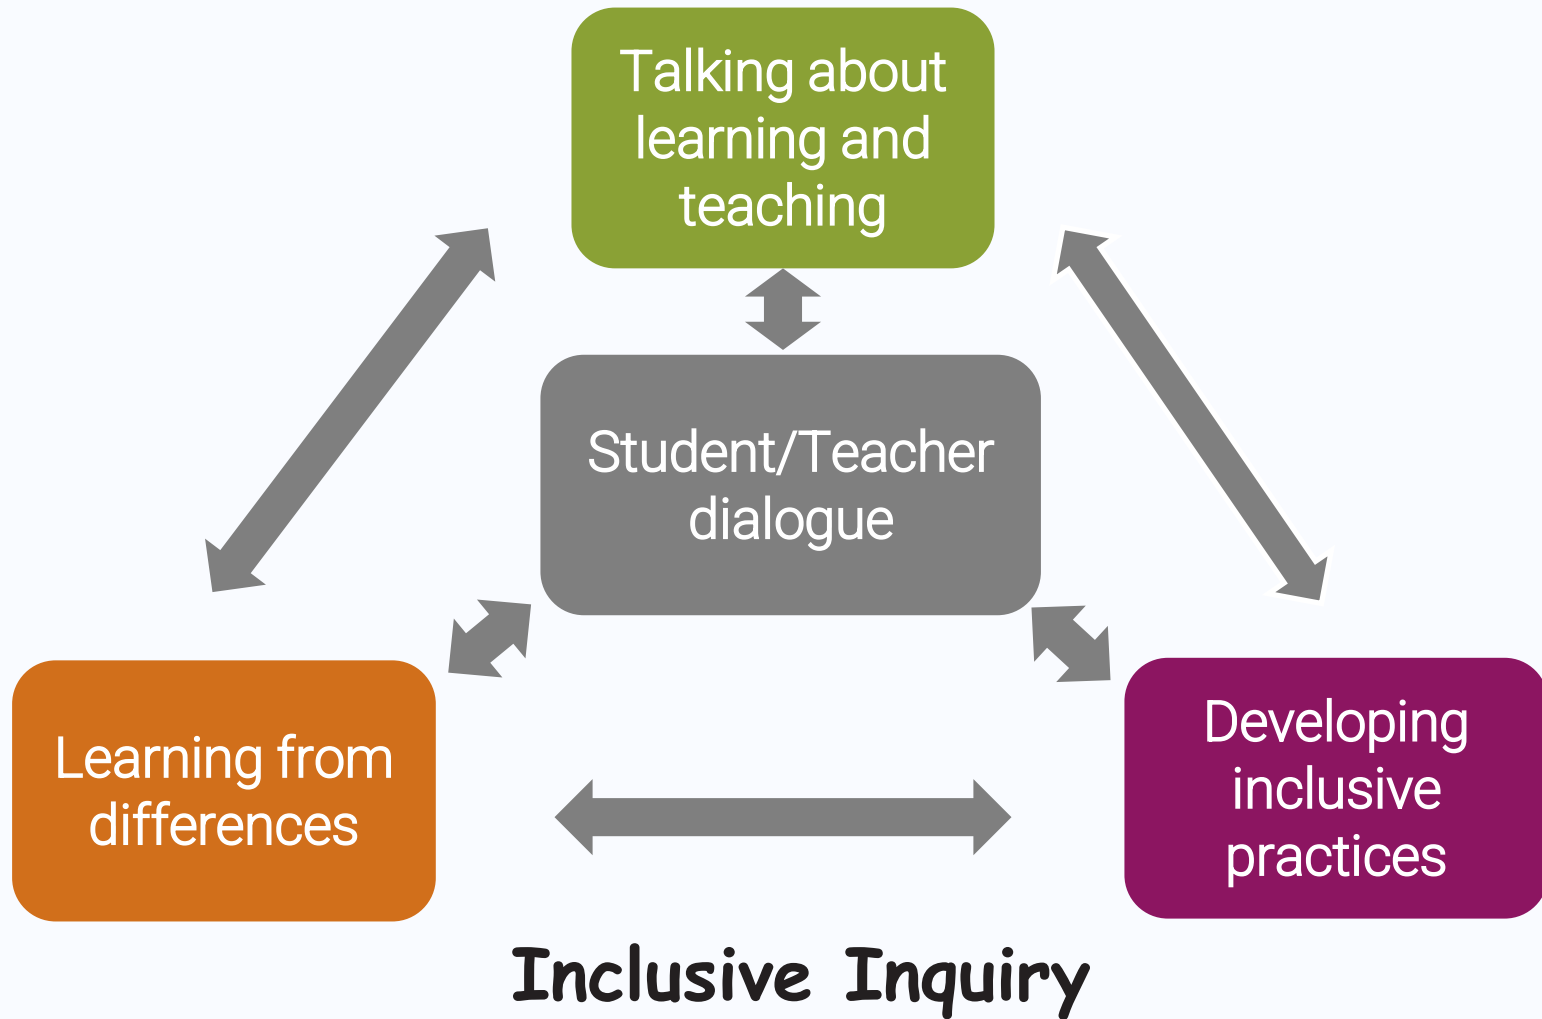 Talking about
learning and
teaching
Student/Teacher
dialogue
Learning from
differences
Developing
inclusive
practices
Inclusive Inquiry